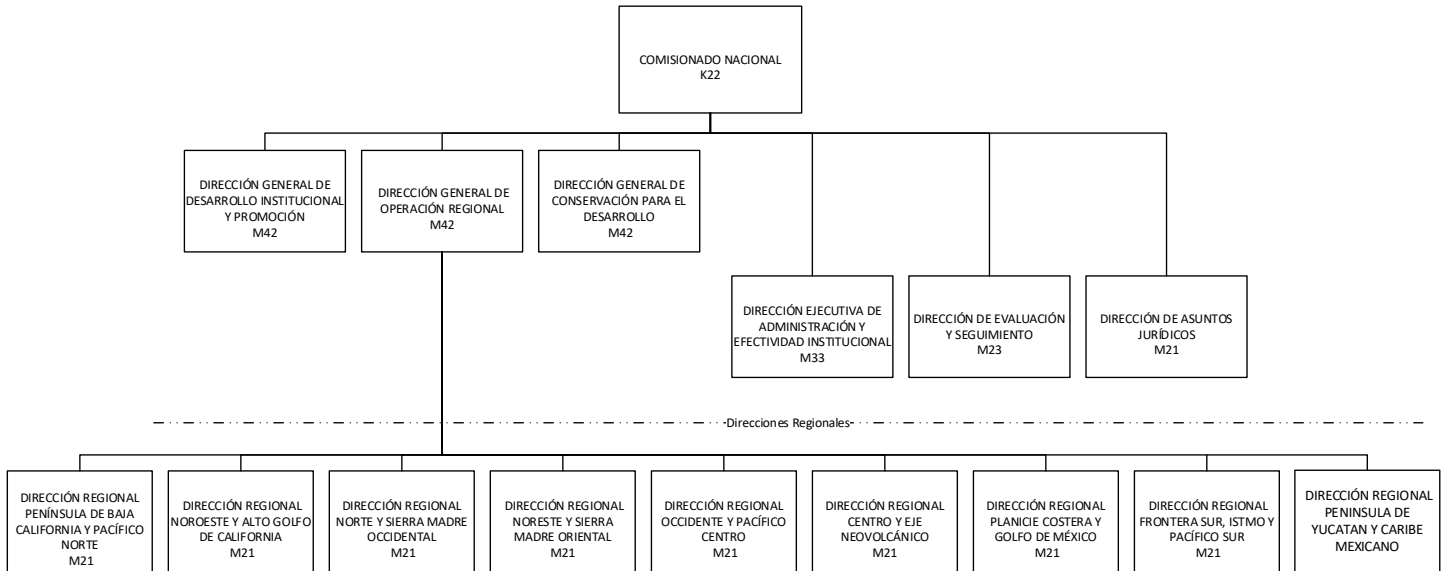 COMISIONADO NACIONAL
K22
DIRECCIÓN GENERAL DE
DESARROLLO INSTITUCIONAL
Y PROMOCIÓN
M42
DIRECCIÓN GENERAL DE
OPERACIÓN REGIONAL
M42
DIRECCIÓN GENERAL DE
CONSERVACIÓN PARA EL
DESARROLLO
M42
DIRECCIÓN EJECUTIVA DE
ADMINISTRACIÓN Y
EFECTIVIDAD INSTITUCIONAL
M33
DIRECCIÓN DE EVALUACIÓN
Y SEGUIMIENTO
M23
DIRECCIÓN DE ASUNTOS
JURÍDICOS
M21
Direcciones Regionales
DIRECCIÓN REGIONAL
PENÍNSULA DE BAJA
CALIFORNIA Y PACÍFICO
NORTE
M21
DIRECCIÓN REGIONAL
NOROESTE Y ALTO GOLFO
DE CALIFORNIA
M21
DIRECCIÓN REGIONAL
NORTE Y SIERRA MADRE
OCCIDENTAL
M21
DIRECCIÓN REGIONAL
NORESTE Y SIERRA
MADRE ORIENTAL
M21
DIRECCIÓN REGIONAL
OCCIDENTE Y PACÍFICO
CENTRO
M21
DIRECCIÓN REGIONAL
CENTRO Y EJE
NEOVOLCÁNICO
M21
DIRECCIÓN REGIONAL
PLANICIE COSTERA Y
GOLFO DE MÉXICO
M21
DIRECCIÓN REGIONAL
FRONTERA SUR, ISTMO Y
PACÍFICO SUR
M21
DIRECCIÓN REGIONAL
PENINSULA DE
YUCATAN Y CARIBE
MEXICANO